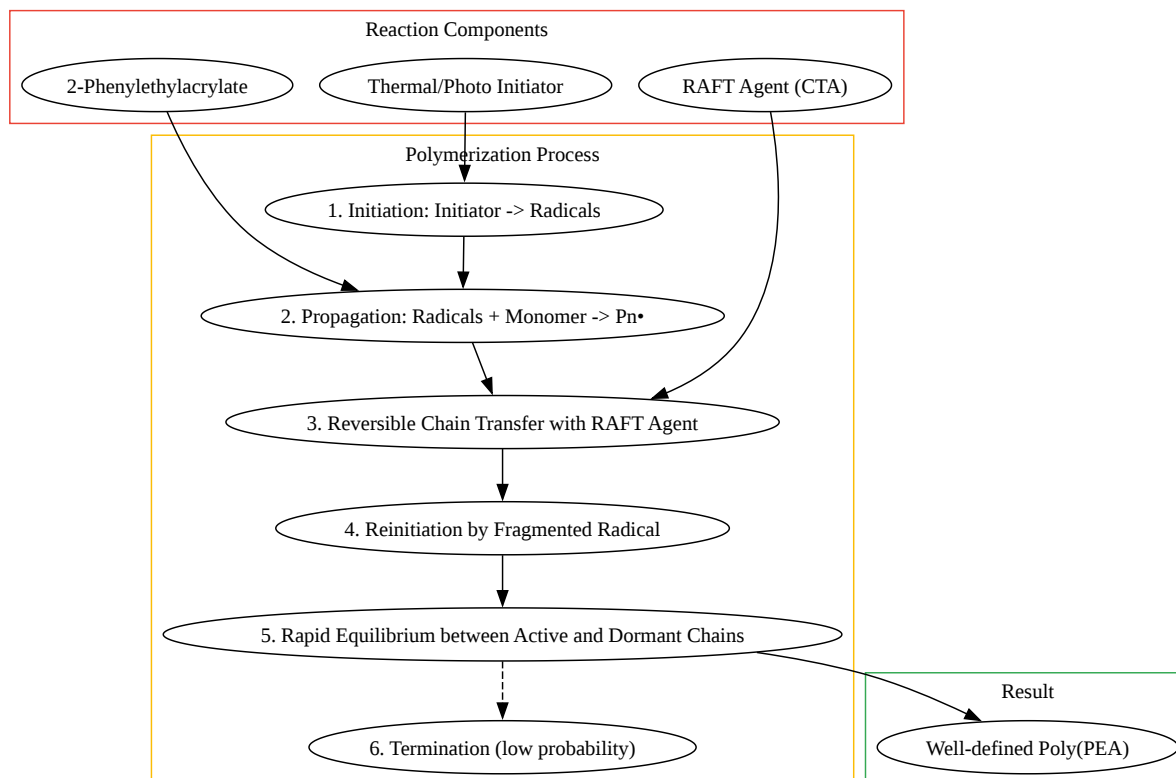 Reaction Components
2-Phenylethylacrylate
Thermal/Photo Initiator
RAFT Agent (CTA)
Polymerization Process
1. Initiation: Initiator -> Radicals
2. Propagation: Radicals + Monomer -> Pn•
3. Reversible Chain Transfer with RAFT Agent
4. Reinitiation by Fragmented Radical
5. Rapid Equilibrium between Active and Dormant Chains
6. Termination (low probability)
Result
Well-defined Poly(PEA)